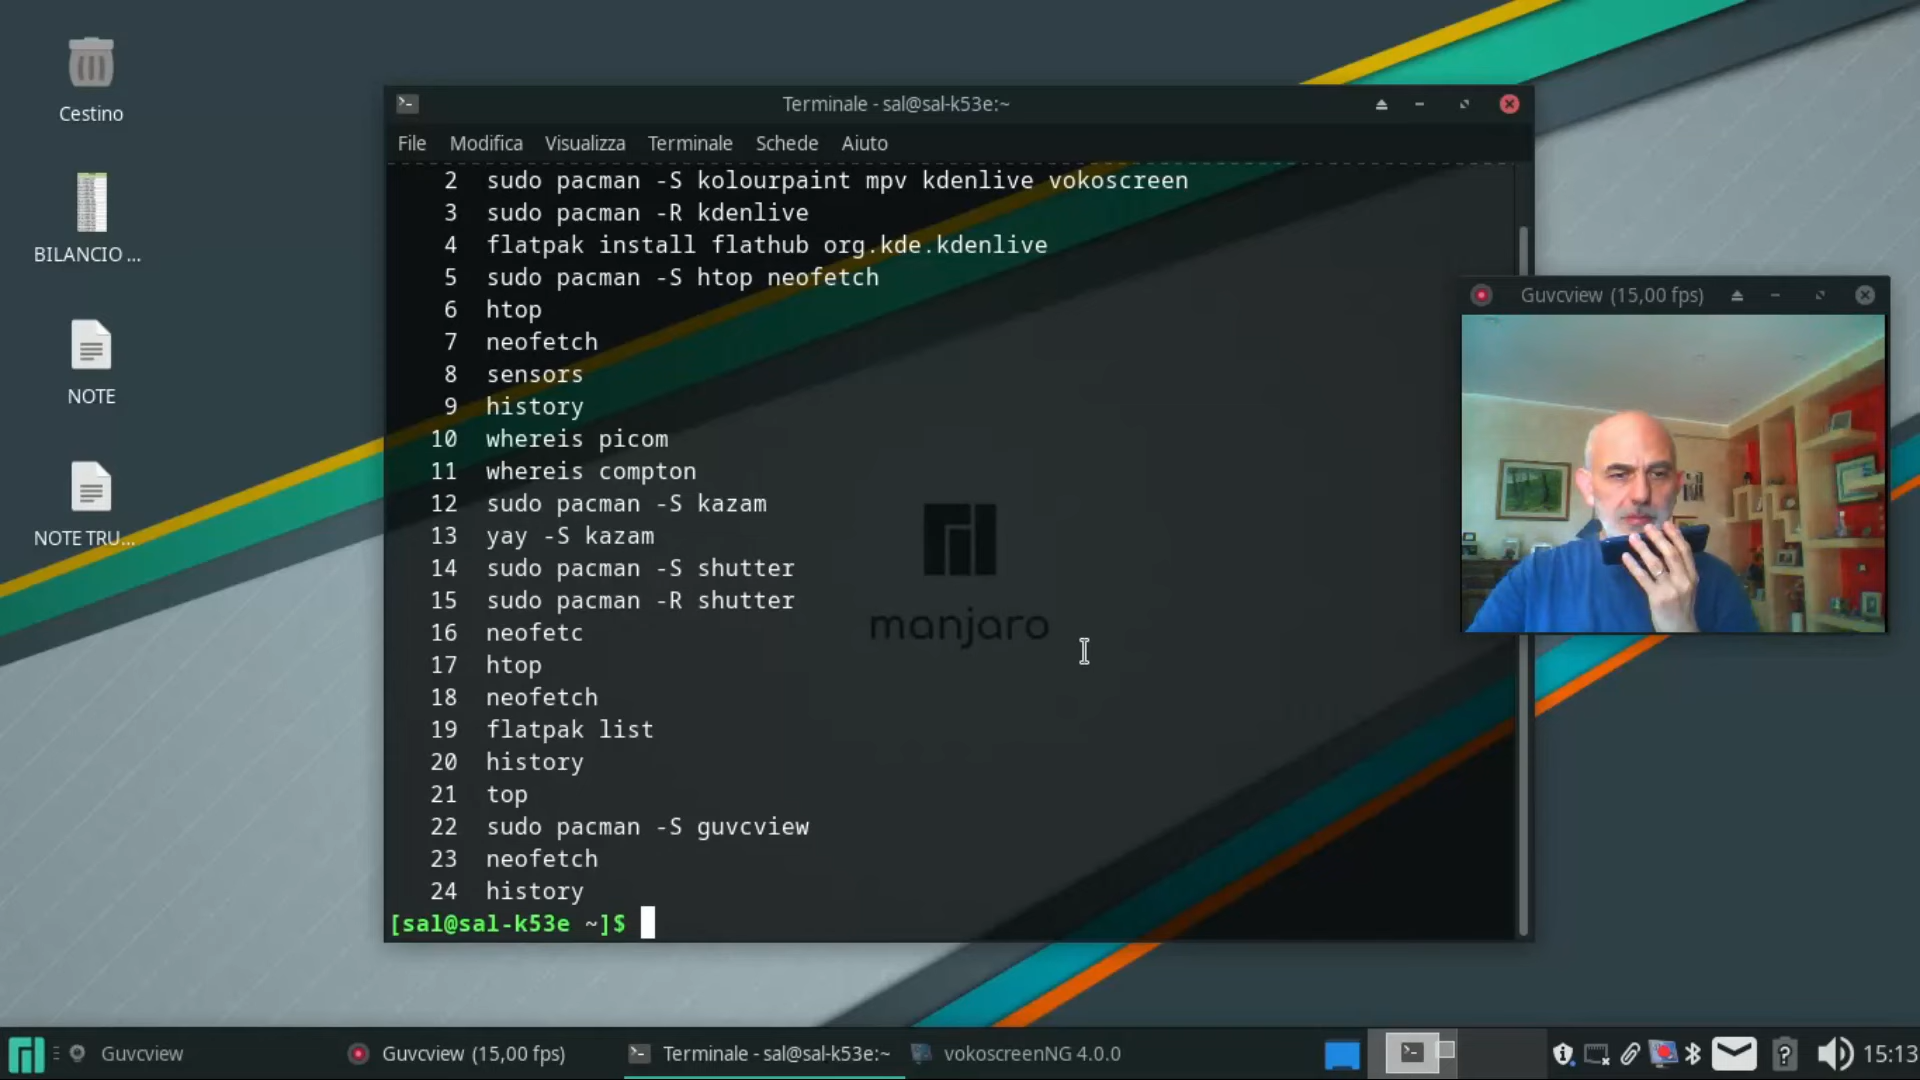 Cestino
BILANCIO ...
NOTE
NOTE TRU...
Terminale - sal@sal-k53e:~
File Modifica Visualizza Terminale Schede Aiuto
2 sudo pacman -S kolourpaint mpv kdenlive vokoscreen
3 sudo pacman -R kdenlive
4 flatpak install flathub org.kde.kdenlive
5 sudo pacman -S htop neofetch
6 htop
7 neofetch
8 sensors
9 history
10 whereis picom
11 whereis compton
12 sudo pacman -S kazam
13 yay -S kazam
14 sudo pacman -S shutter
15 sudo pacman -R shutter
16 neofetc
17 htop
18 neofetch
19 flatpak list
20 history
21 top
22 sudo pacman -S guvcview
23 neofetch
24 history
[sal@sal-k53e ~]$
manjaro
Guvcview (15,00 fps)
Guvcview
Guvcview (15,00 fps)
Terminale - sal@sal-k53e:~
vokoscreenNG 4.0.0
15:13